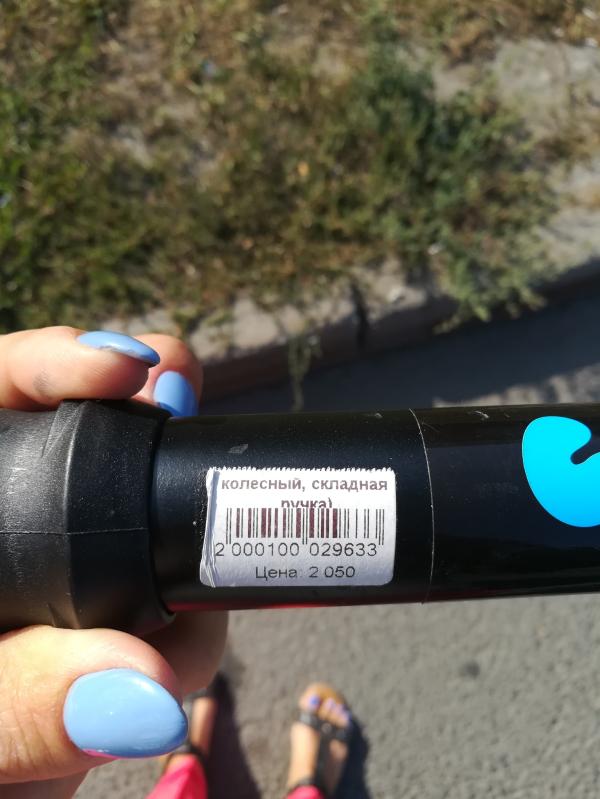 колесный, складная
ручка)
2 000100 029633
Цена: 2 050